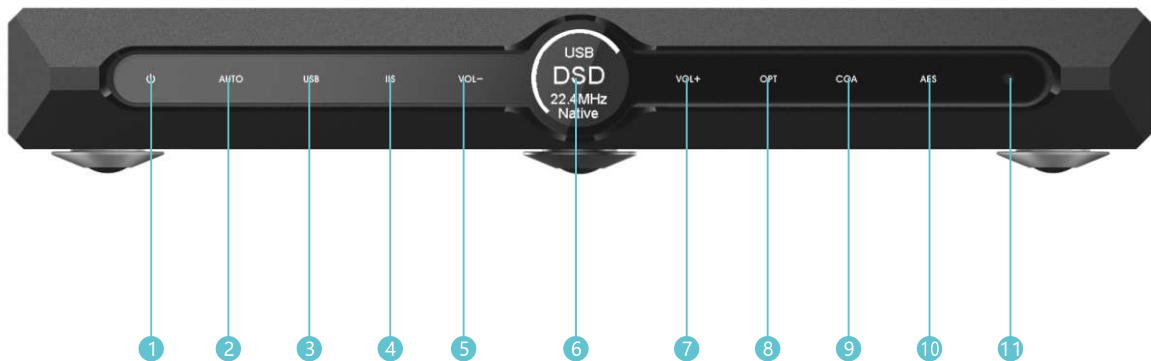 AUTO
USB
IIS
VOL−
USB
DSD
22.4MHz
Native
VOL+
OPT
COA
AES
1
2
3
4
5
6
7
8
9
10
11